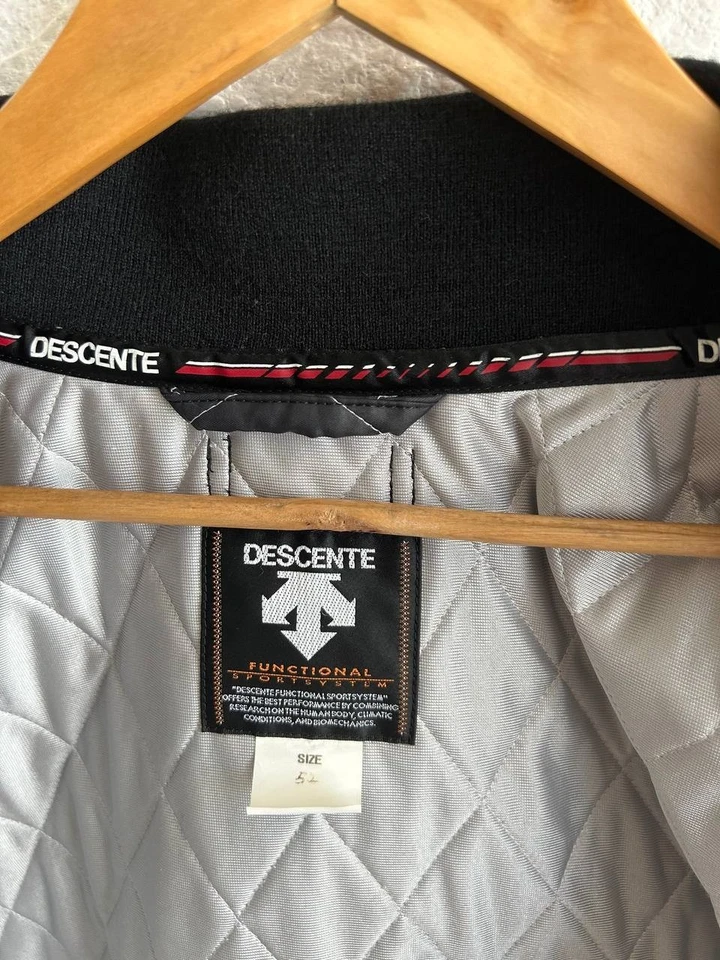 DESCENTE
D
DESCENTE
FUNCTIONAL
SPORTSYSTEM
"DESCENTE FUNCTIONAL SPORTSYSTEM"
OFFERS THE BEST PERFORMANCE BY COMBINING
RESEARCH ON THE HUMAN BODY, CLIMATIC
CONDITIONS, AND BIOMECHANICS.
SIZE
52